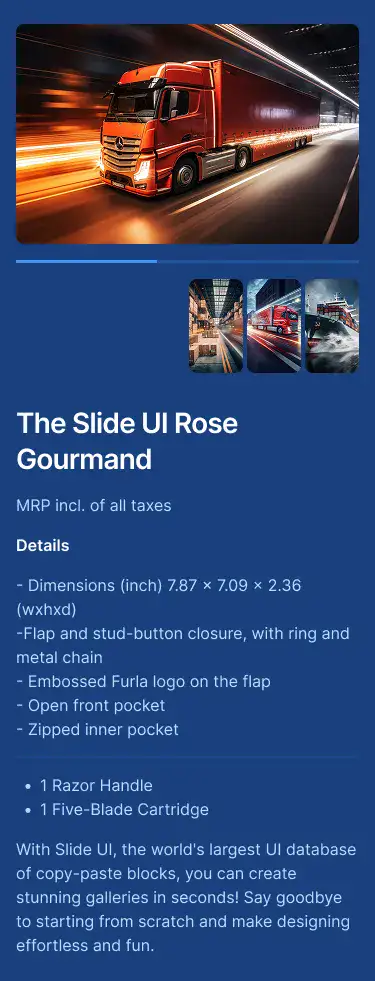 The Slide UI Rose
Gourmand
MRP incl. of all taxes
Details
- Dimensions (inch) 7.87 × 7.09 × 2.36
(wxhxd)
-Flap and stud-button closure, with ring and
metal chain
- Embossed Furla logo on the flap
- Open front pocket
- Zipped inner pocket
• 1 Razor Handle
• 1 Five-Blade Cartridge
With Slide UI, the world's largest UI database
of copy-paste blocks, you can create
stunning galleries in seconds! Say goodbye
to starting from scratch and make designing
effortless and fun.